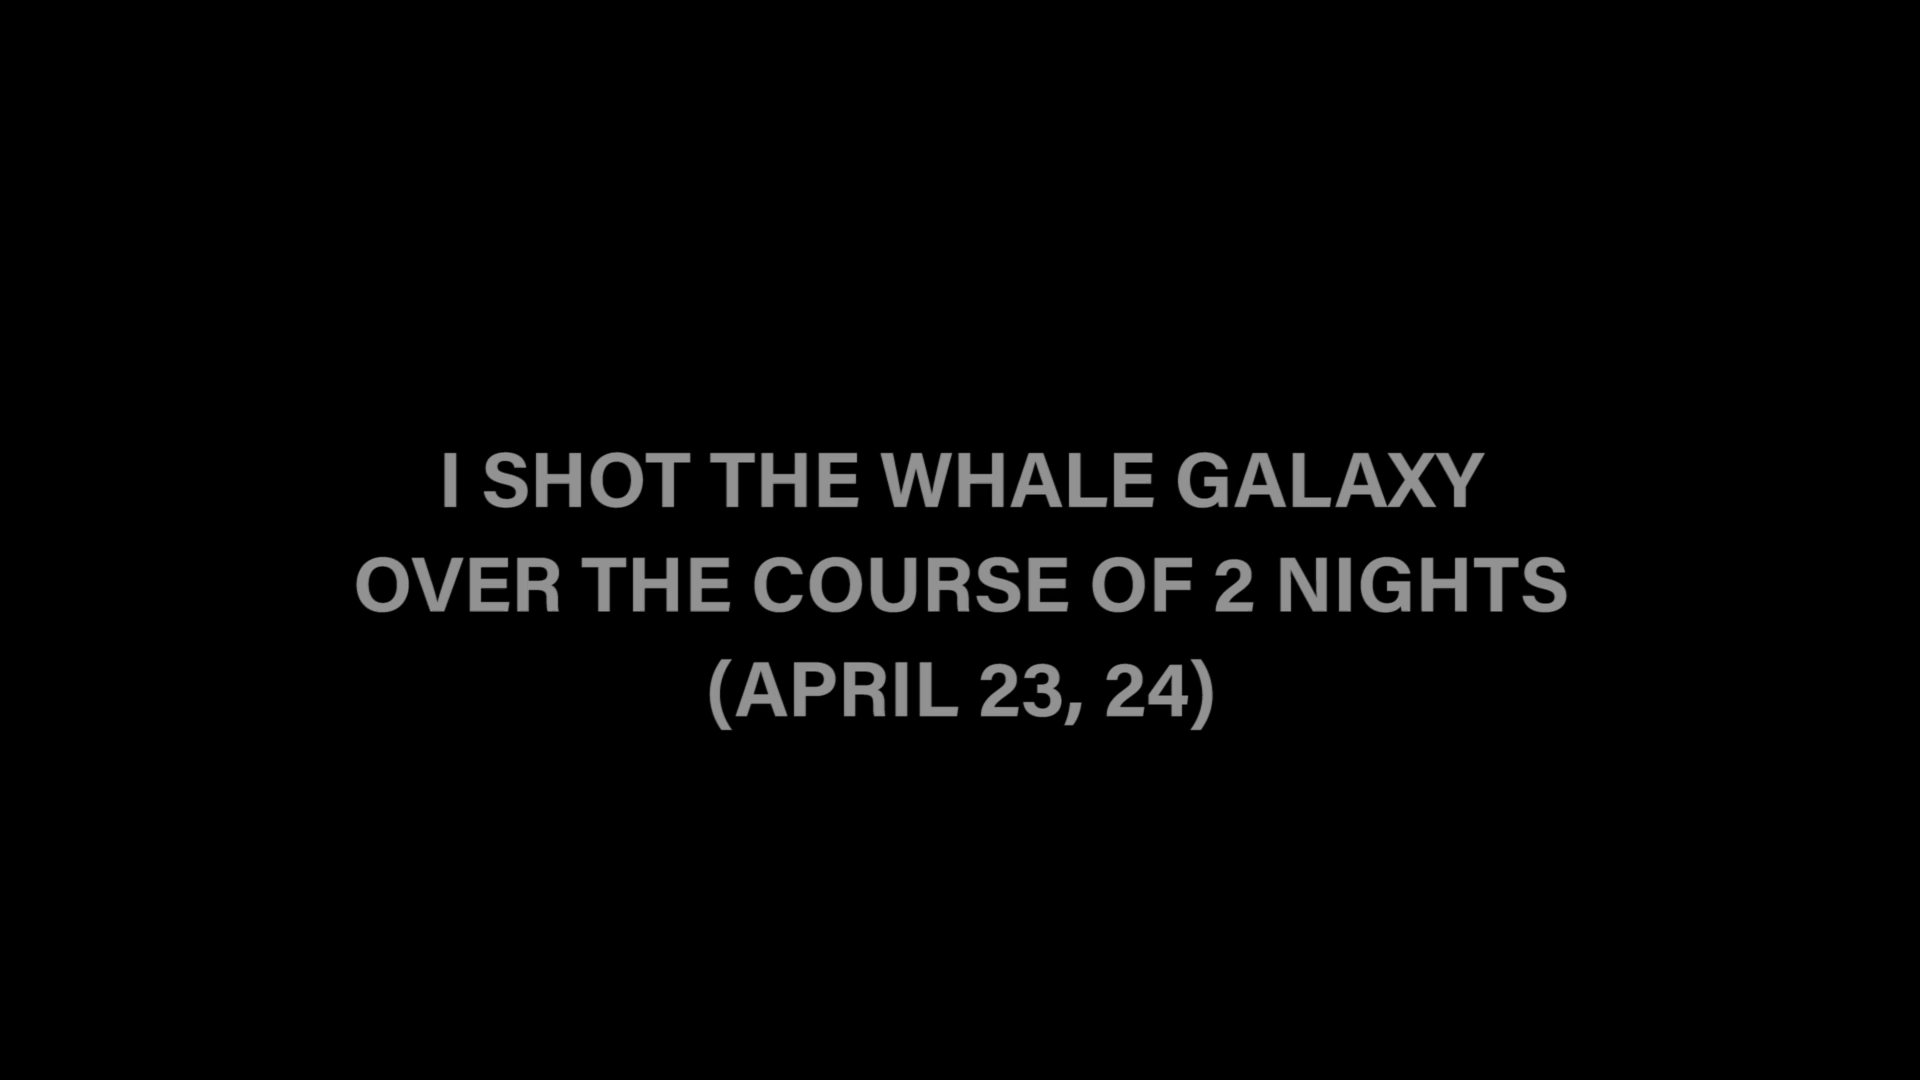 I SHOT THE WHALE GALAXY
OVER THE COURSE OF 2 NIGHTS
(APRIL 23, 24)